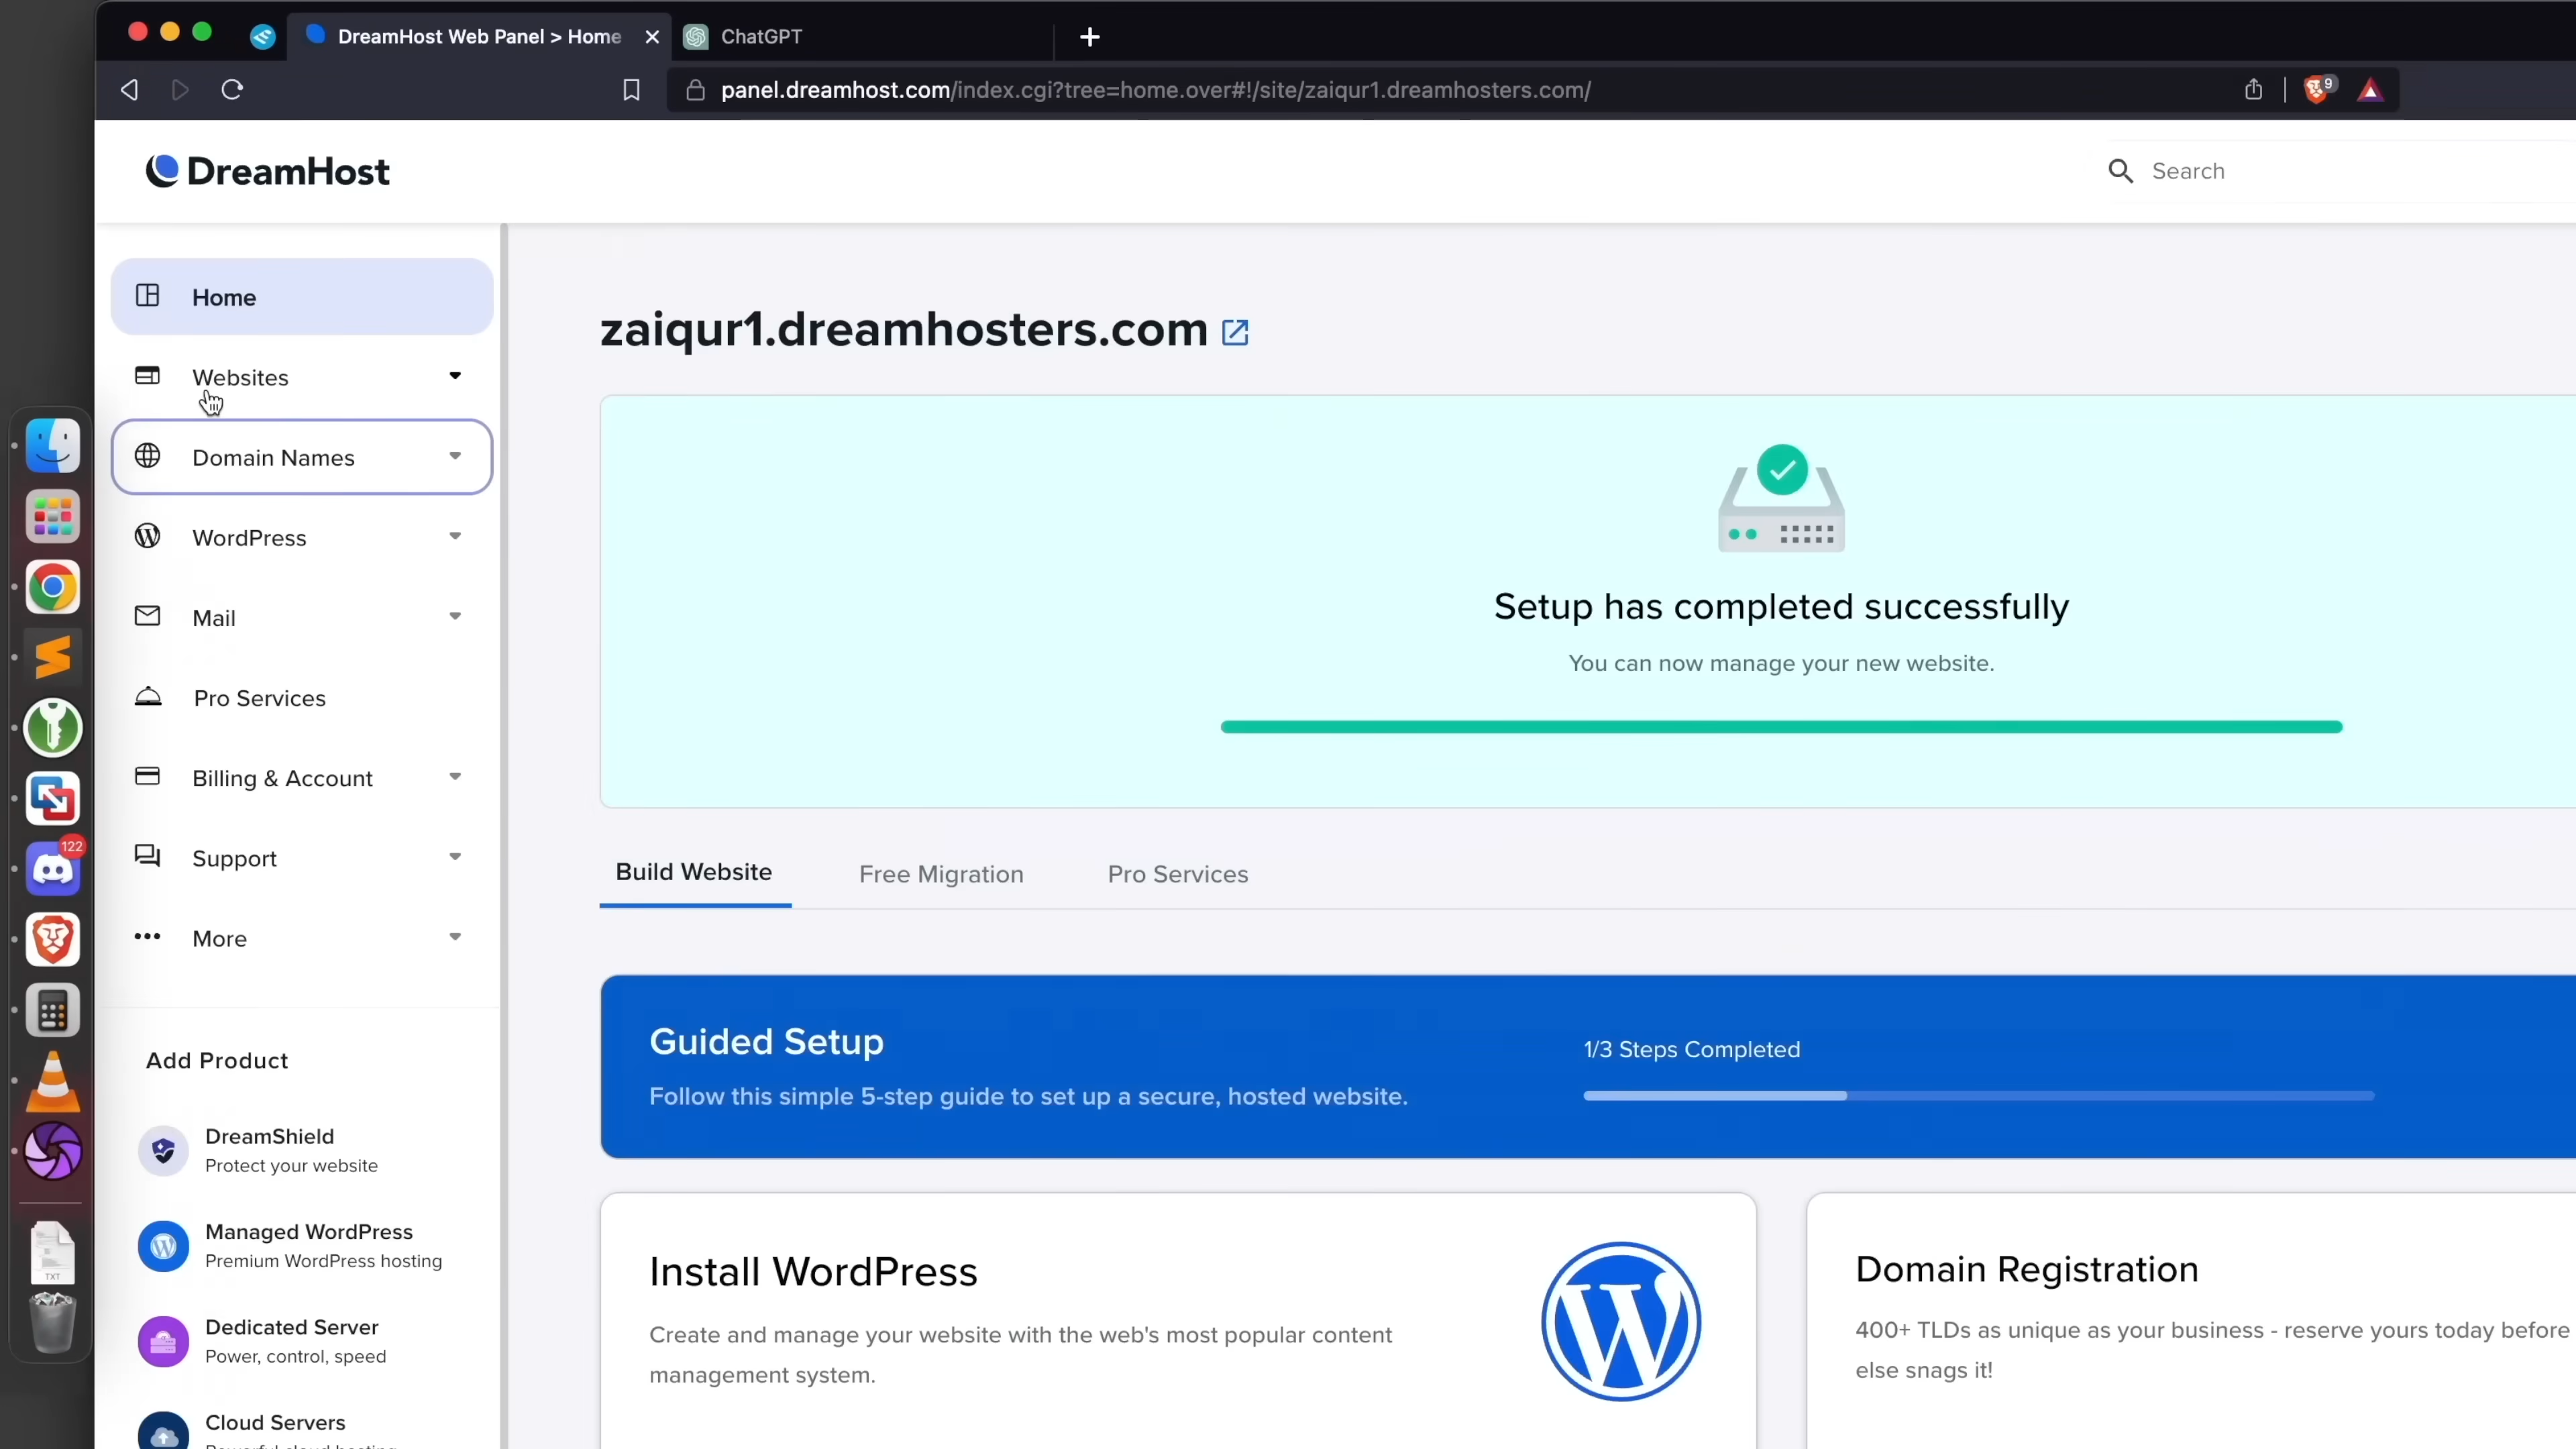 DreamHost Web Panel > Home
ChatGPT
panel.dreamhost.com/index.cgi?tree=home.over#!/site/zaiqur1.dreamhosters.com/
9
DreamHost
Search
Home
Websites
Domain Names
WordPress
Mail
Pro Services
Billing & Account
Support
More
Add Product
DreamShield
Protect your website
Managed WordPress
Premium WordPress hosting
Dedicated Server
Power, control, speed
Cloud Servers
zaiqur1.dreamhosters.com
Setup has completed successfully
You can now manage your new website.
Build Website
Free Migration
Pro Services
Guided Setup
Follow this simple 5-step guide to set up a secure, hosted website.
1/3 Steps Completed
Install WordPress
Create and manage your website with the web's most popular content
management system.
Domain Registration
400+ TLDs as unique as your business - reserve yours today before
else snags it!
122
TXT